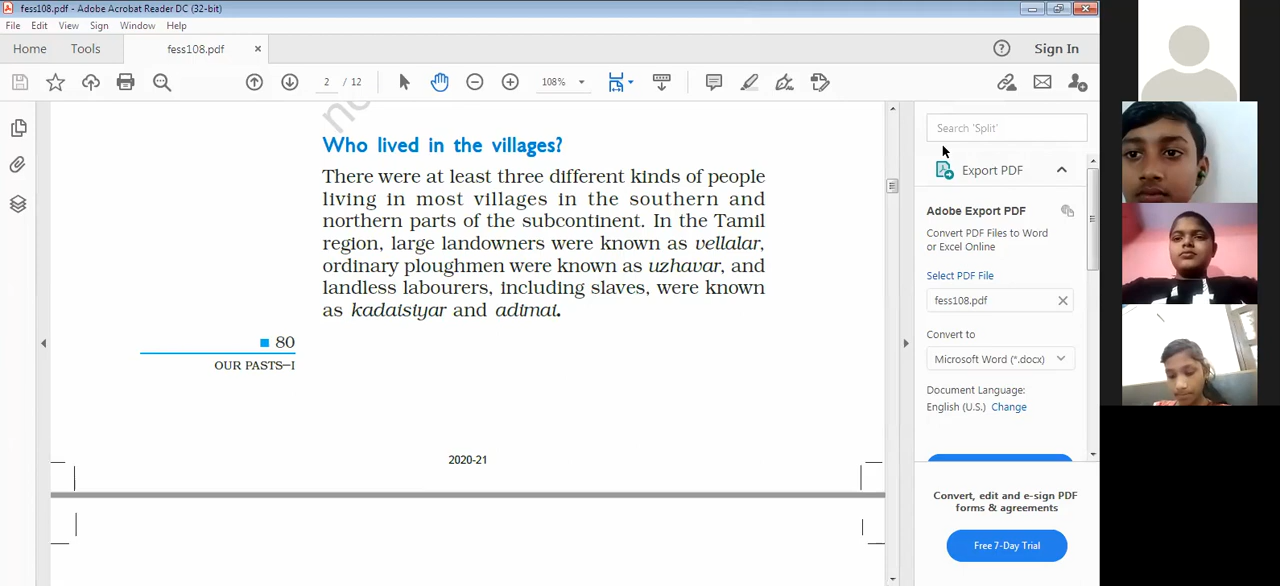 fess108.pdf - Adobe Acrobat Reader DC (32-bit)
File Edit View Sign Window Help
Home Tools fess108.pdf × Sign In
2 / 12 108%
no
Who lived in the villages?
There were at least three different kinds of people
living in most villages in the southern and
northern parts of the subcontinent. In the Tamil
region, large landowners were known as vellalar,
ordinary ploughmen were known as uzhavar, and
landless labourers, including slaves, were known
as kadaisiyar and adimai.
80
OUR PASTS–I
2020-21
Search 'Split'
Export PDF
Adobe Export PDF
Convert PDF Files to Word
or Excel Online
Select PDF File
fess108.pdf
Convert to
Microsoft Word (*.docx)
Document Language:
English (U.S.) Change
Convert, edit and e-sign PDF
forms & agreements
Free 7-Day Trial